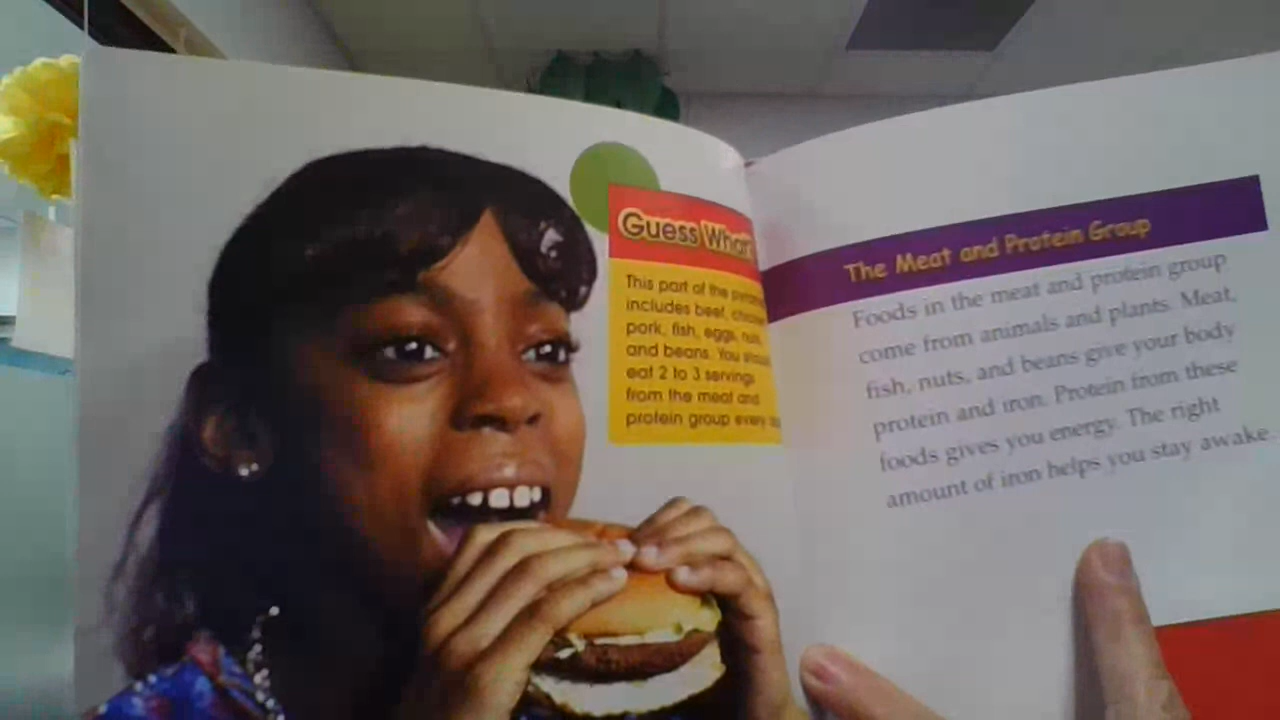 Guess What
This part of the
includes beef,
pork, fish, eggs, nuts,
and beans. You should
eat 2 to 3 servings
from the meat and
protein group every
The Meat and Protein Group
Foods in the meat and protein group
come from animals and plants. Meat,
fish, nuts, and beans give your body
protein and iron. Protein from these
foods gives you energy. The right
amount of iron helps you stay awake.